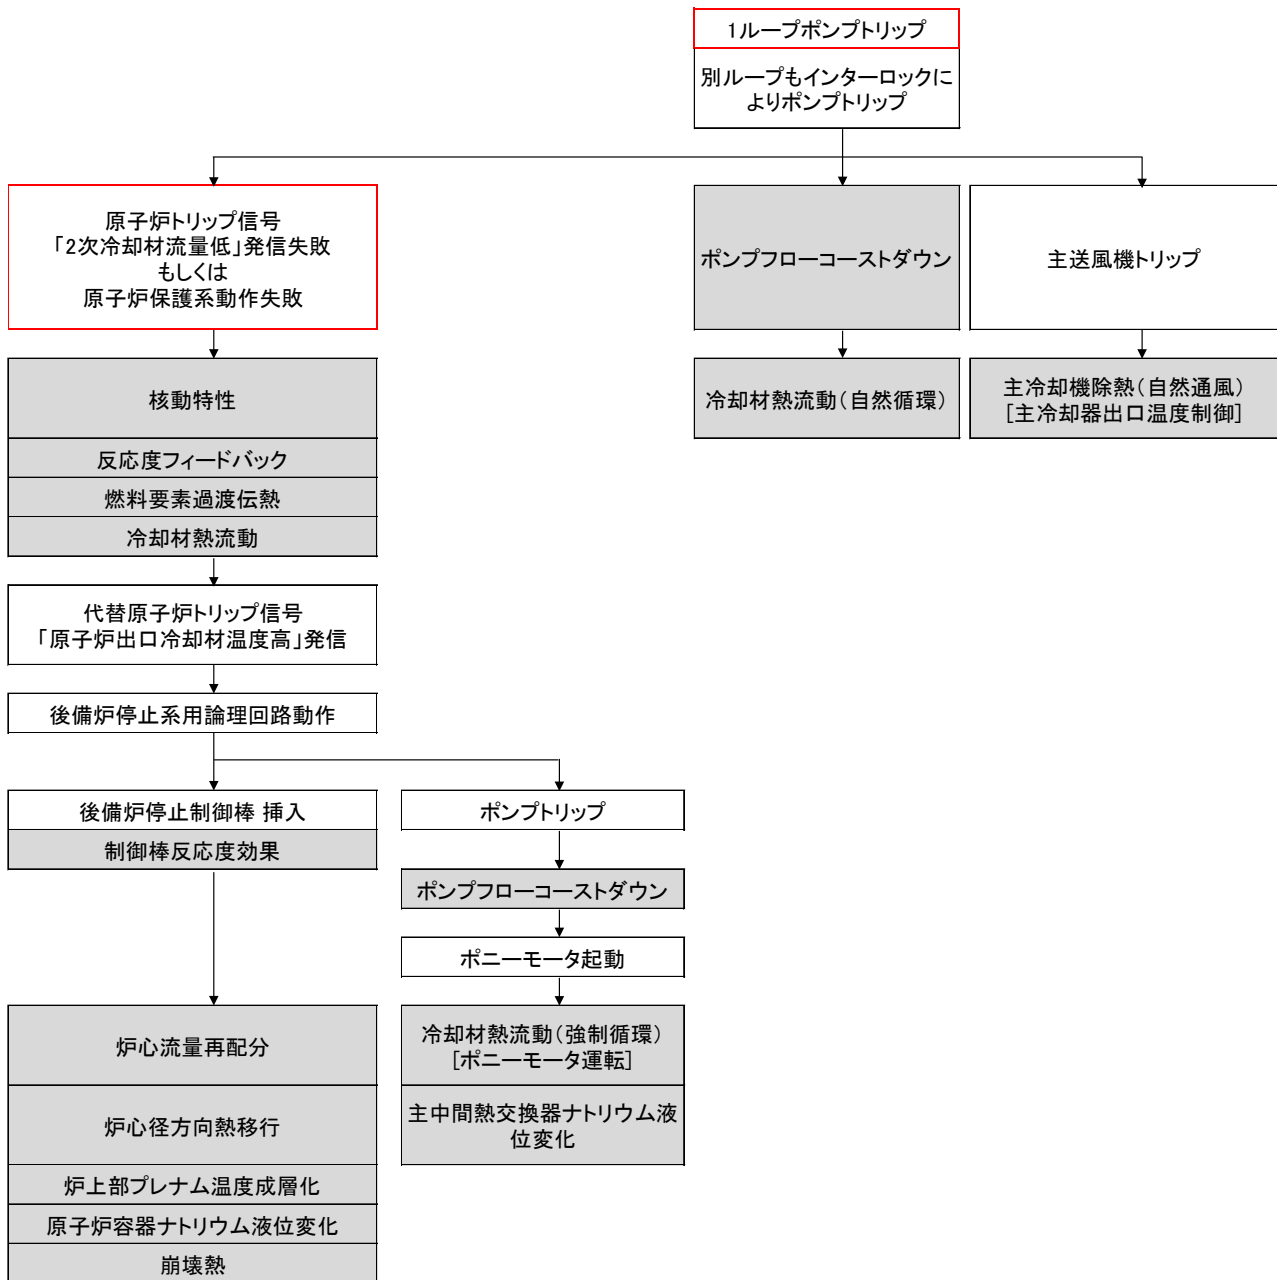 1ループポンプトリップ
別ループもインターロックに
よりポンプトリップ
原子炉トリップ信号
「2次冷却材流量低」発信失敗
もしくは
原子炉保護系動作失敗
ポンプフローコーストダウン
主送風機トリップ
核動特性
反応度フィードバック
燃料要素過渡伝熱
冷却材熱流動
冷却材熱流動(自然循環)
主冷却機除熱(自然通風)
[主冷却器出口温度制御]
代替原子炉トリップ信号
「原子炉出口冷却材温度高」発信
後備炉停止系用論理回路動作
後備炉停止制御棒 挿入
制御棒反応度効果
ポンプトリップ
ポンプフローコーストダウン
ポニーモータ起動
炉心流量再配分
炉心径方向熱移行
炉上部プレナム温度成層化
原子炉容器ナトリウム液位変化
崩壊熱
冷却材熱流動(強制循環)
[ポニーモータ運転]
主中間熱交換器ナトリウム液
位変化